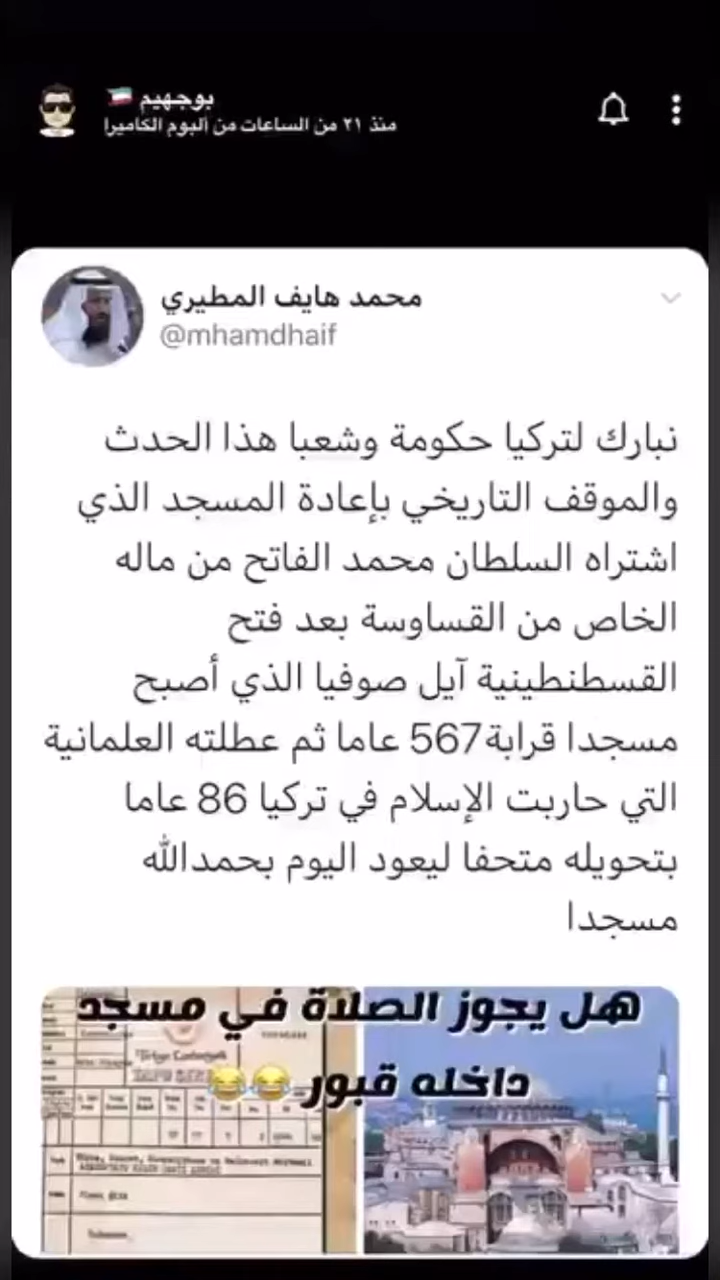 بوجهيم 🇰🇼
منذ ٢١ من الساعات من ألبوم الكاميرا
محمد هايف المطيري
@mhamdhaif
نبارك لتركيا حكومة وشعبا هذا الحدث
والموقف التاريخي بإعادة المسجد الذي
اشتراه السلطان محمد الفاتح من ماله
الخاص من القساوسة بعد فتح
القسطنطينية آيل صوفيا الذي أصبح
مسجدا قرابة567 عاما ثم عطلته العلمانية
التي حاربت الإسلام في تركيا 86 عاما
بتحويله متحفا ليعود اليوم بحمدالله
مسجدا
هل يجوز الصلاة في مسجد
داخله قبور 😂😂